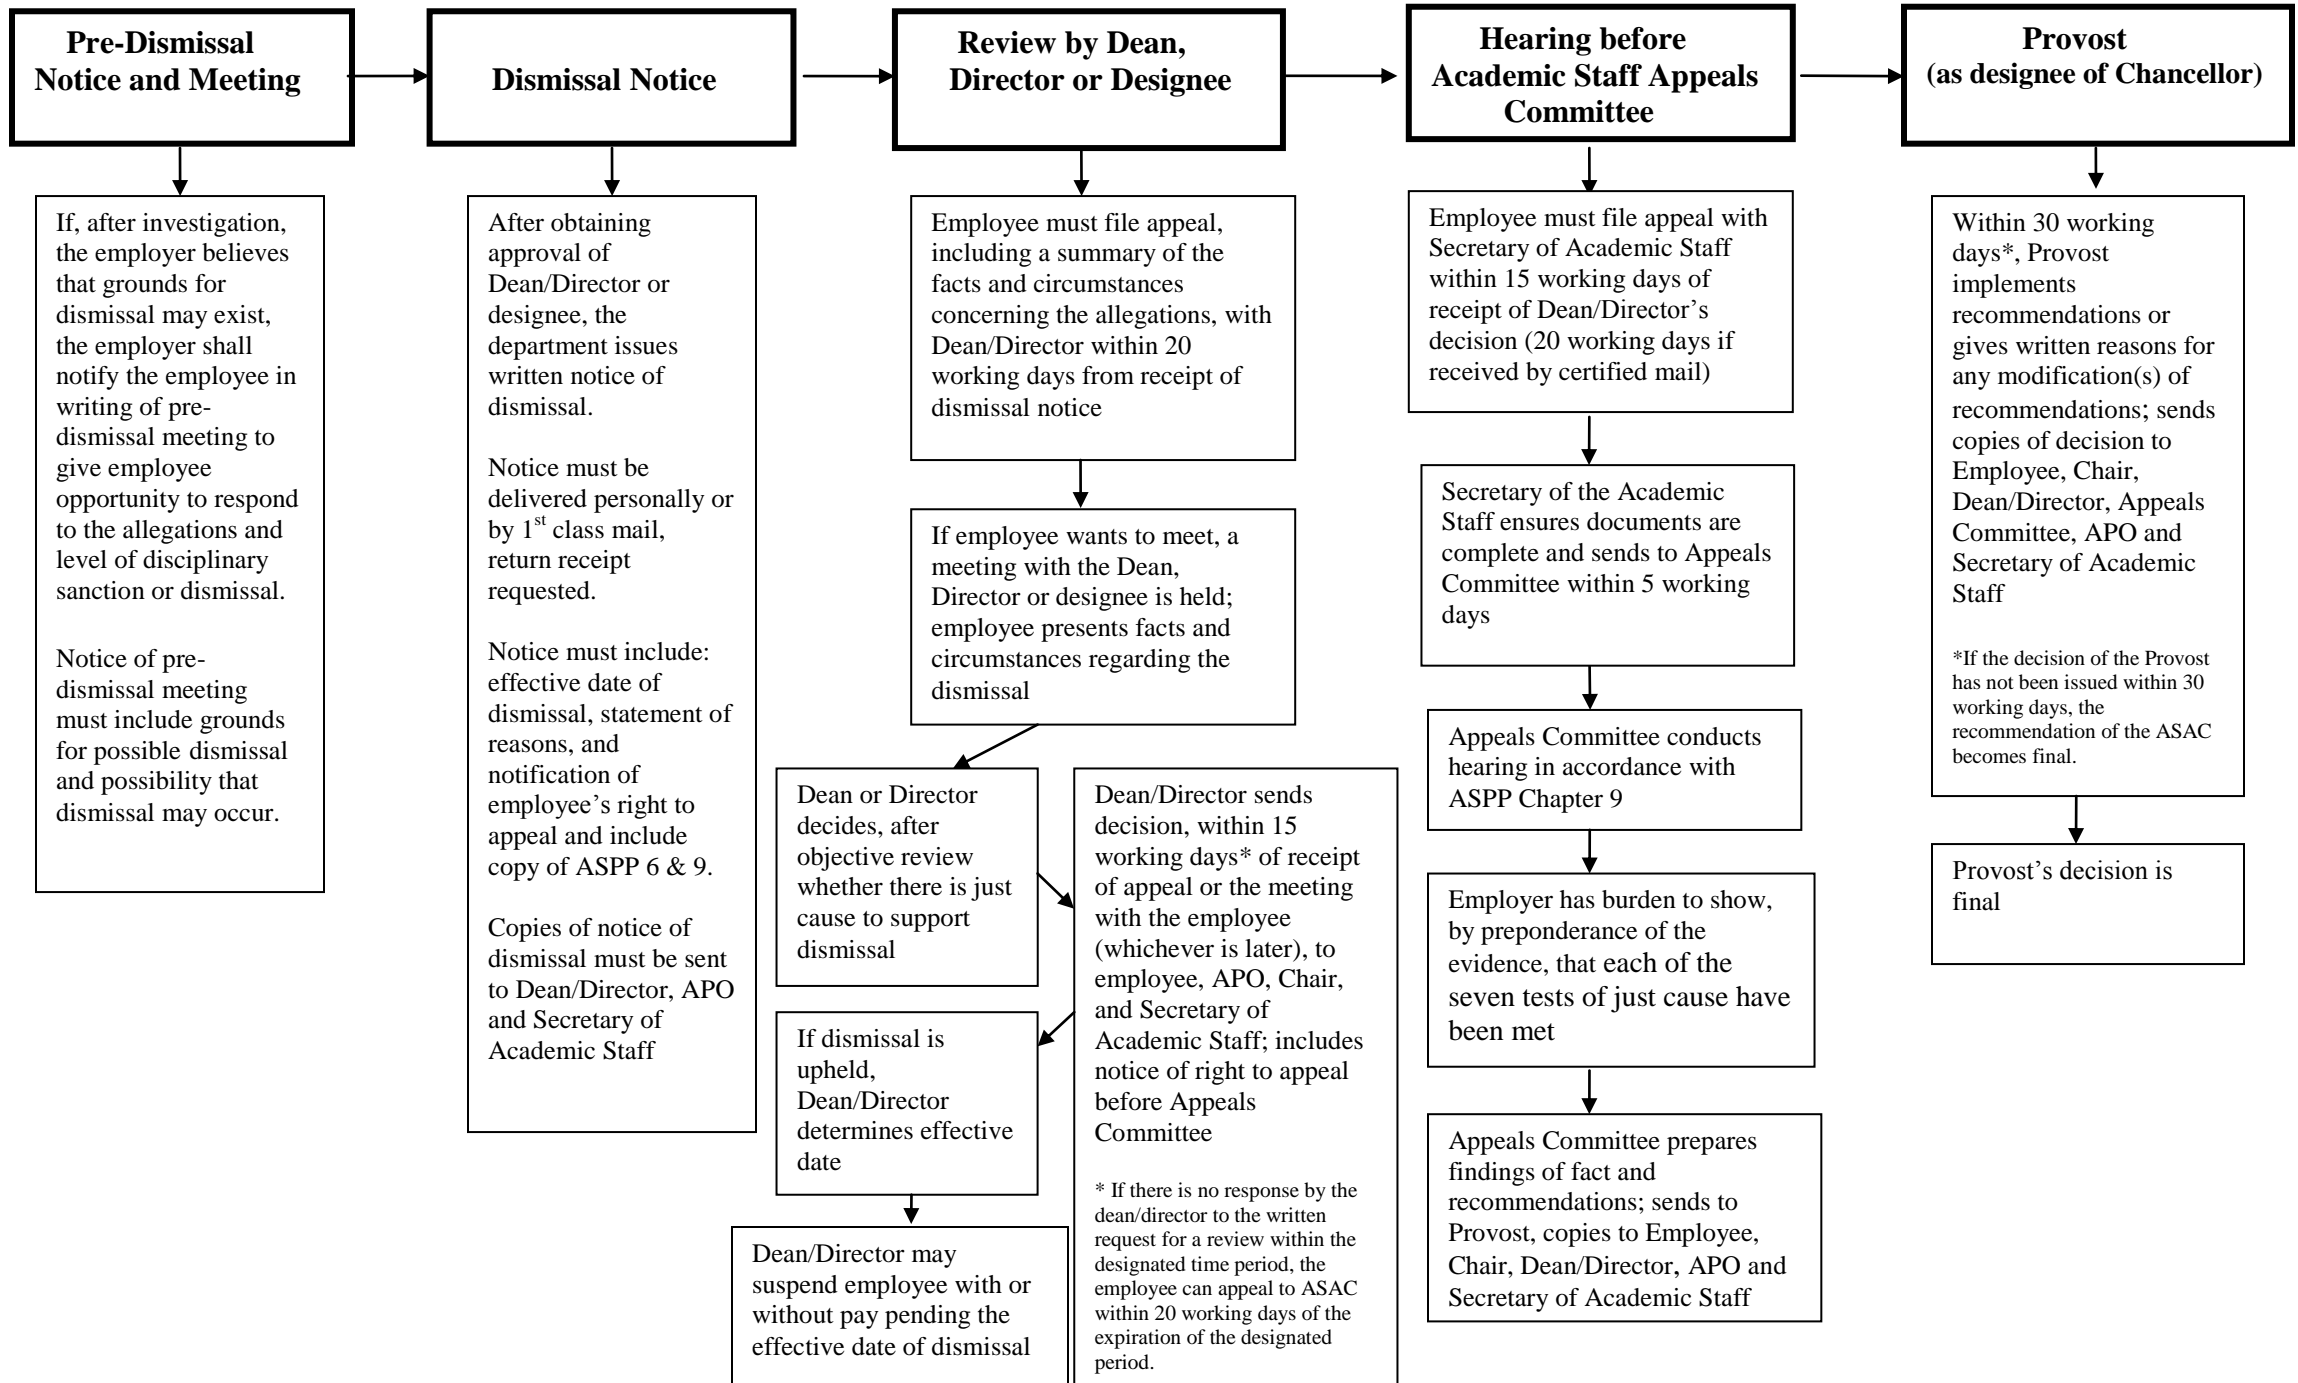 Pre-Dismissal
Notice and Meeting
Dismissal Notice
Review by Dean,
Director or Designee
Hearing before
Academic Staff Appeals
Committee
Provost
(as designee of Chancellor)
If, after investigation,
the employer believes
that grounds for
dismissal may exist,
the employer shall
notify the employee in
writing of pre-
dismissal meeting to
give employee
opportunity to respond
to the allegations and
level of disciplinary
sanction or dismissal.
Notice of pre-
dismissal meeting
must include grounds
for possible dismissal
and possibility that
dismissal may occur.
After obtaining
approval of
Dean/Director or
designee, the
department issues
written notice of
dismissal.
Notice must be
delivered personally or
by 1st class mail,
return receipt
requested.
Notice must include:
effective date of
dismissal, statement of
reasons, and
notification of
employee’s right to
appeal and include
copy of ASPP 6 & 9.
Copies of notice of
dismissal must be sent
to Dean/Director, APO
and Secretary of
Academic Staff
Employee must file appeal,
including a summary of the
facts and circumstances
concerning the allegations, with
Dean/Director within 20
working days from receipt of
dismissal notice
If employee wants to meet, a
meeting with the Dean,
Director or designee is held;
employee presents facts and
circumstances regarding the
dismissal
Dean or Director
decides, after
objective review
whether there is just
cause to support
dismissal
Dean/Director sends
decision, within 15
working days* of receipt
of appeal or the meeting
with the employee
(whichever is later), to
employee, APO, Chair,
and Secretary of
Academic Staff; includes
notice of right to appeal
before Appeals
Committee
* If there is no response by the
dean/director to the written
request for a review within the
designated time period, the
employee can appeal to ASAC
within 20 working days of the
expiration of the designated
period.
If dismissal is
upheld,
Dean/Director
determines effective
date
Dean/Director may
suspend employee with or
without pay pending the
effective date of dismissal
Employee must file appeal with
Secretary of Academic Staff
within 15 working days of
receipt of Dean/Director’s
decision (20 working days if
received by certified mail)
Secretary of the Academic
Staff ensures documents are
complete and sends to Appeals
Committee within 5 working
days
Appeals Committee conducts
hearing in accordance with
ASPP Chapter 9
Employer has burden to show,
by preponderance of the
evidence, that each of the
seven tests of just cause have
been met
Appeals Committee prepares
findings of fact and
recommendations; sends to
Provost, copies to Employee,
Chair, Dean/Director, APO and
Secretary of Academic Staff
Within 30 working
days*, Provost
implements
recommendations or
gives written reasons for
any modification(s) of
recommendations; sends
copies of decision to
Employee, Chair,
Dean/Director, Appeals
Committee, APO and
Secretary of Academic
Staff
*If the decision of the Provost
has not been issued within 30
working days, the
recommendation of the ASAC
becomes final.
Provost’s decision is
final